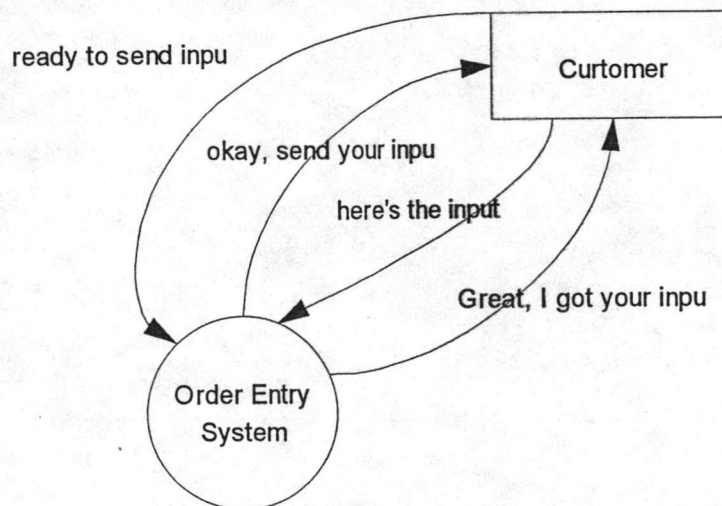 ready to send inpu
Curtomer
okay, send your inpu
here's the input
Great, I got your inpu
Order Entry
System